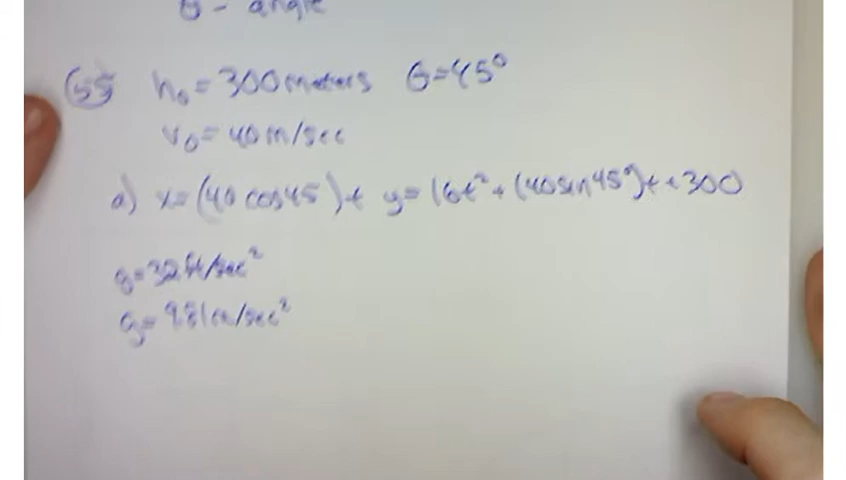 θ - angle
55 h₀ = 300 meters θ = 45°
v₀ = 40 m/sec
a) x = (40 cos 45)t y = 16t² + (40 sin 45°)t + 300
g = 32 ft/sec²
g = 9.81 m/sec²